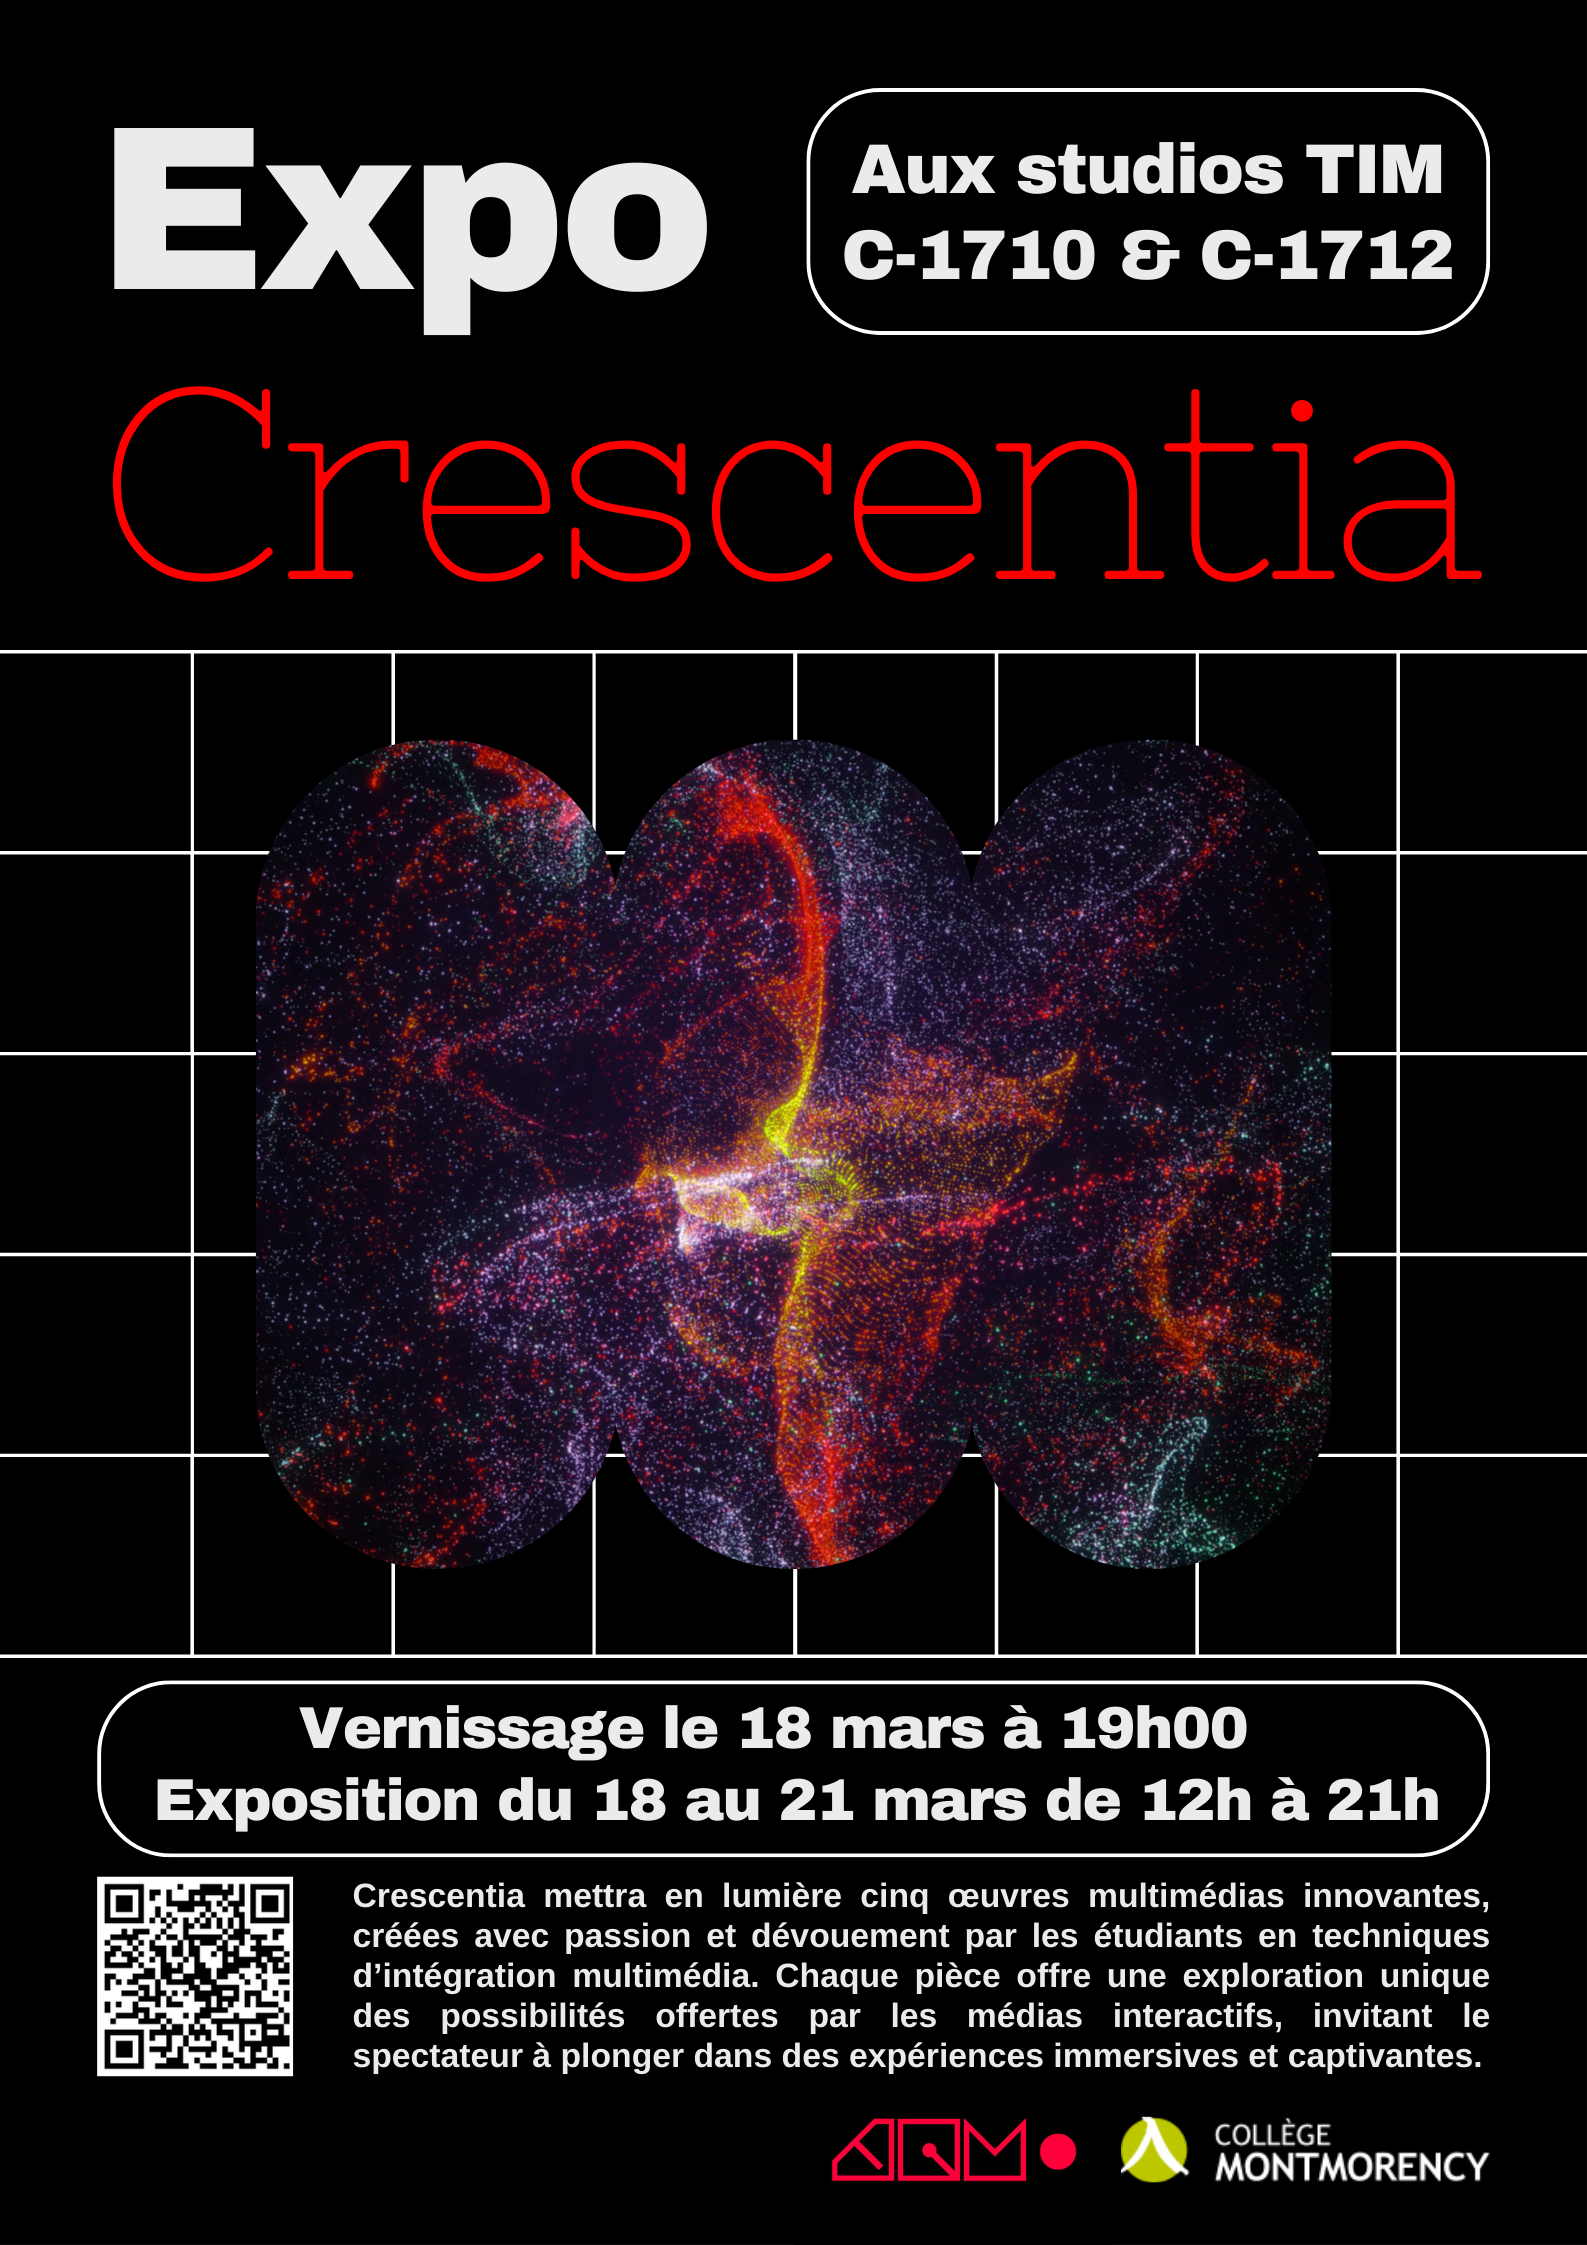 Expo
Aux studios TIM
C-1710 & C-1712
Crescentia
Vernissage le 18 mars à 19h00
Exposition du 18 au 21 mars de 12h à 21h
Crescentia mettra en lumière cinq œuvres multimédias innovantes,
créées avec passion et dévouement par les étudiants en techniques
d’intégration multimédia. Chaque pièce offre une exploration unique
des possibilités offertes par les médias interactifs, invitant le
spectateur à plonger dans des expériences immersives et captivantes.
COLLÈGE
MONTMORENCY